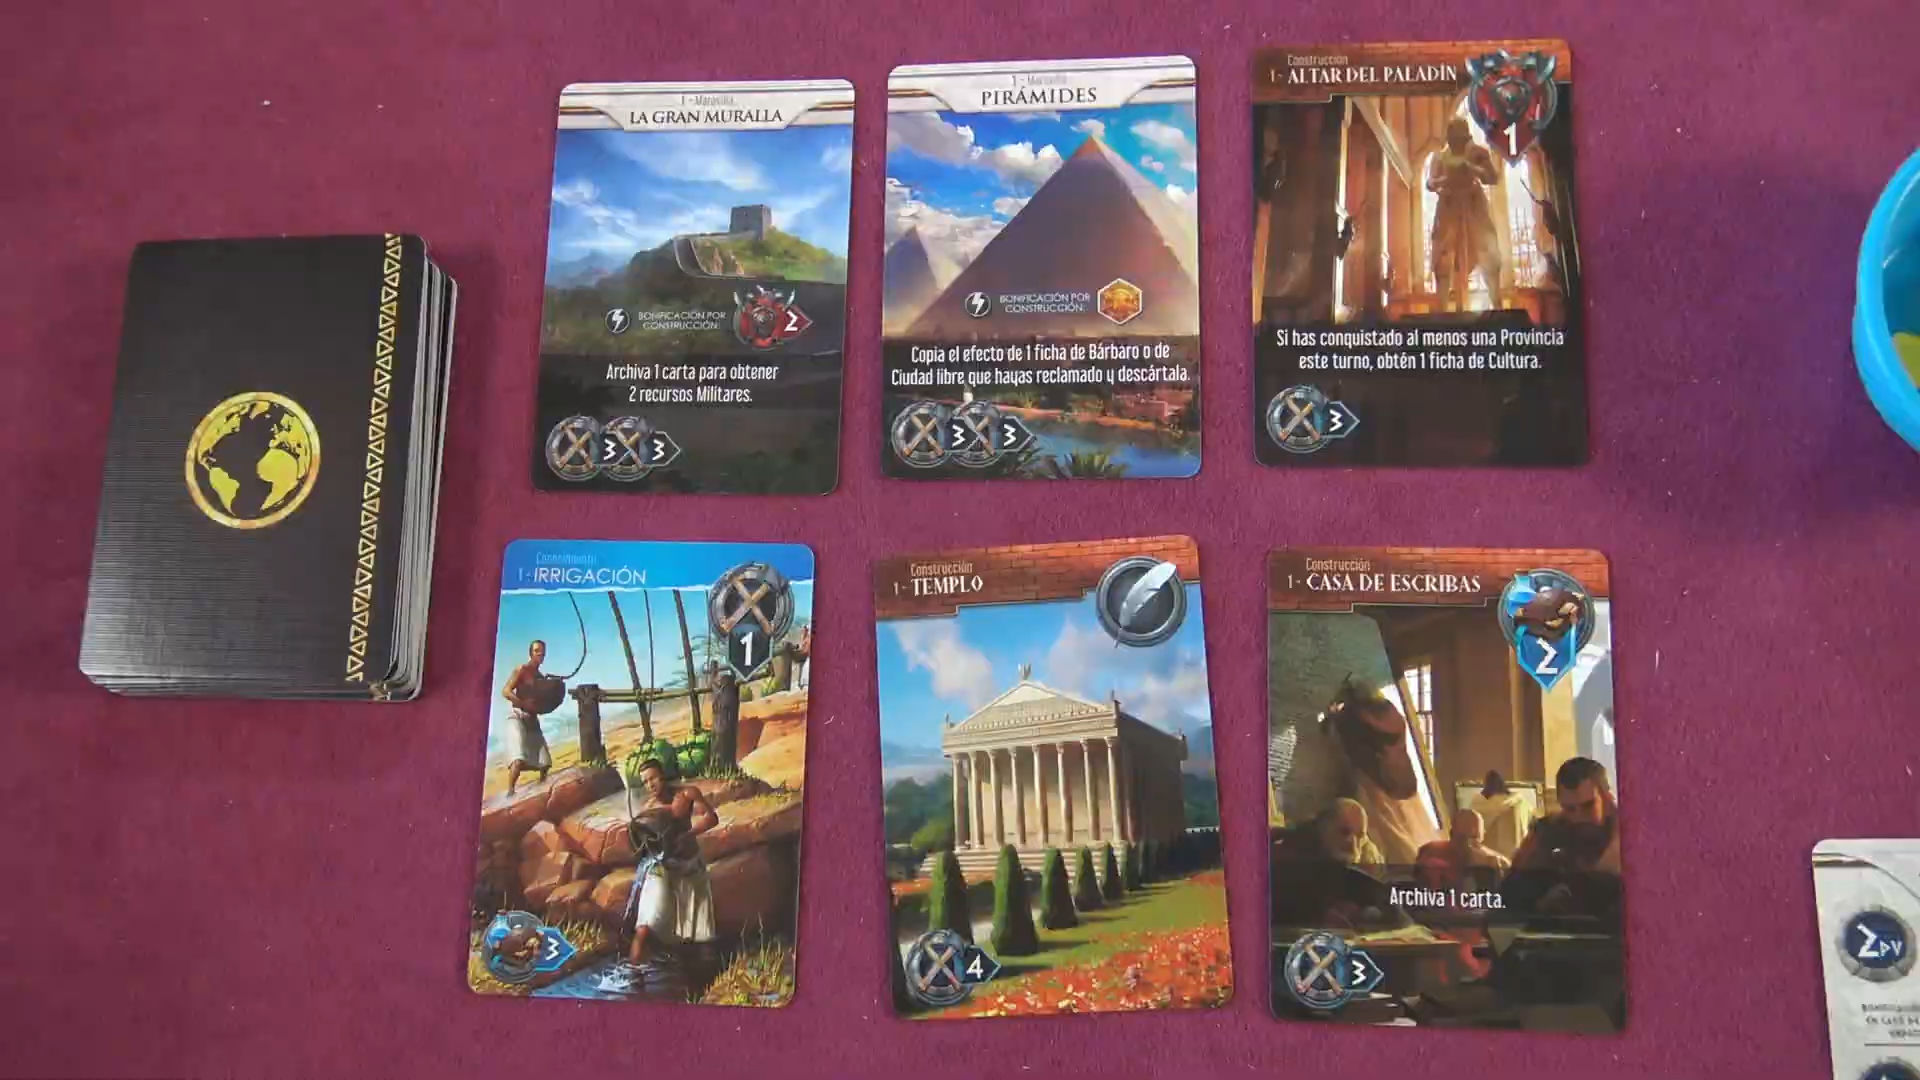 1 - Maravilla
LA GRAN MURALLA
BONIFICACIÓN POR
CONSTRUCCIÓN:
2
Archiva 1 carta para obtener
2 recursos Militares.
3 3
1 - Maravilla
PIRÁMIDES
BONIFICACIÓN POR
CONSTRUCCIÓN:
Copia el efecto de 1 ficha de Bárbaro o de
Ciudad libre que hayas reclamado y descártala.
3 3
Construcción
1 - ALTAR DEL PALADÍN
1
Si has conquistado al menos una Provincia
este turno, obtén 1 ficha de Cultura.
3
Conocimiento
1 - IRRIGACIÓN
1
3
Construcción
1 - TEMPLO
4
Construcción
1 - CASA DE ESCRIBAS
2
Archiva 1 carta.
3
2PV